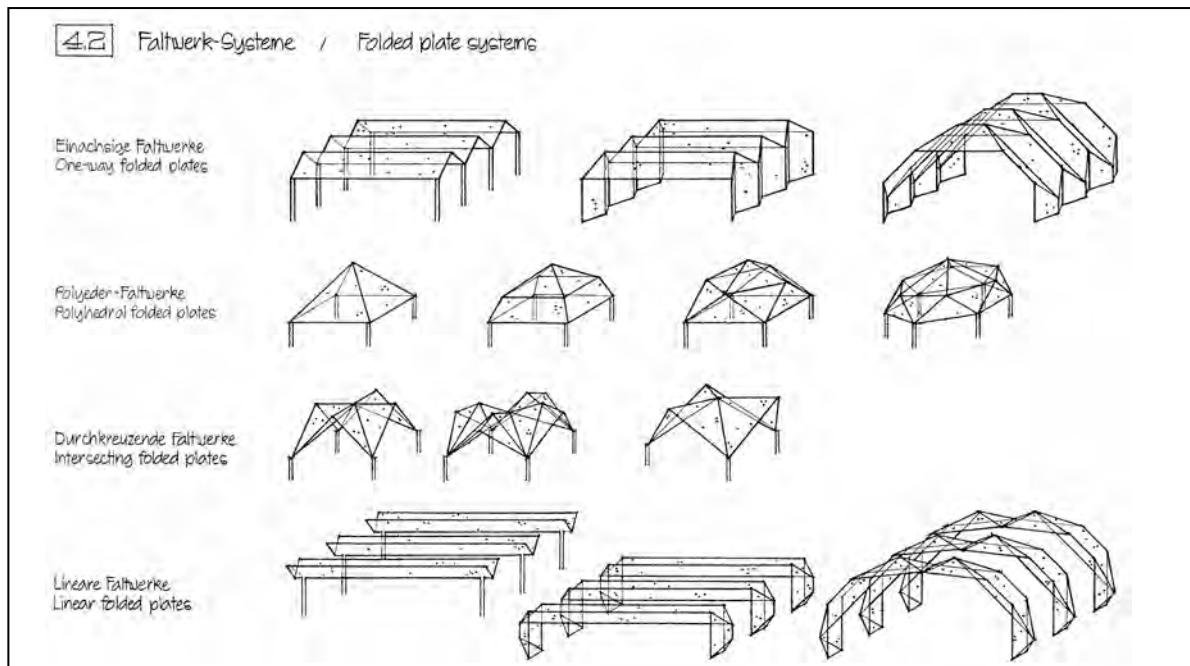 4.2 Faltwerk-Systeme / Folded plate systems
Einachsige Faltwerke
One-way folded plates
Polyeder-Faltwerke
Polyhedral folded plates
Durchkreuzende Faltwerke
Intersecting folded plates
Lineare Faltwerke
Linear folded plates